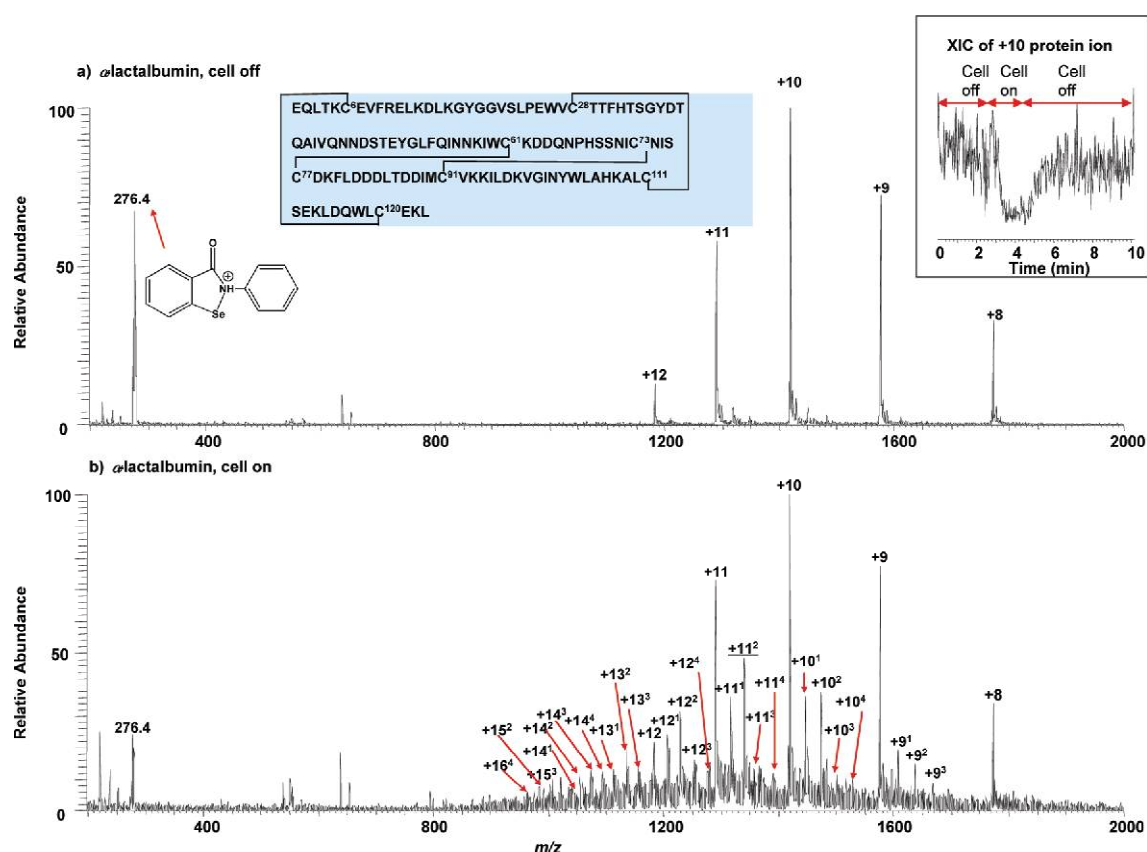 a) α-lactalbumin, cell off
EQLTKC⁶EVFRELKDLKGYGGVSLPEWVC²⁸TTFHTSGYDT
QAIVQNNDSTEYGLFQINNKIWC⁶¹KDDQNPHSSNIC⁷³NIS
C⁷⁷DKFLDDDLTDDIMC⁹¹VKKILDKVGINYWLAHKALC¹¹¹
SEKLDQWLC¹²⁰EKL
XIC of +10 protein ion
Cell off
Cell on
Cell off
0 2 4 6 8 10
Time (min)
Relative Abundance
100
50
0
276.4
O
NH
+
Se
+12
+11
+10
+9
+8
400 800 1200 1600 2000
b) α-lactalbumin, cell on
Relative Abundance
100
50
0
276.4
+16⁴
+15²
+15³
+14¹
+14²
+14³
+14⁴
+13¹
+13²
+13³
+12
+12¹
+12²
+12³
+12⁴
+11
+11¹
+11²
+11³
+11⁴
+10
+10¹
+10²
+10³
+10⁴
+9
+9¹
+9²
+9³
+8
400 800 1200 1600 2000
m/z